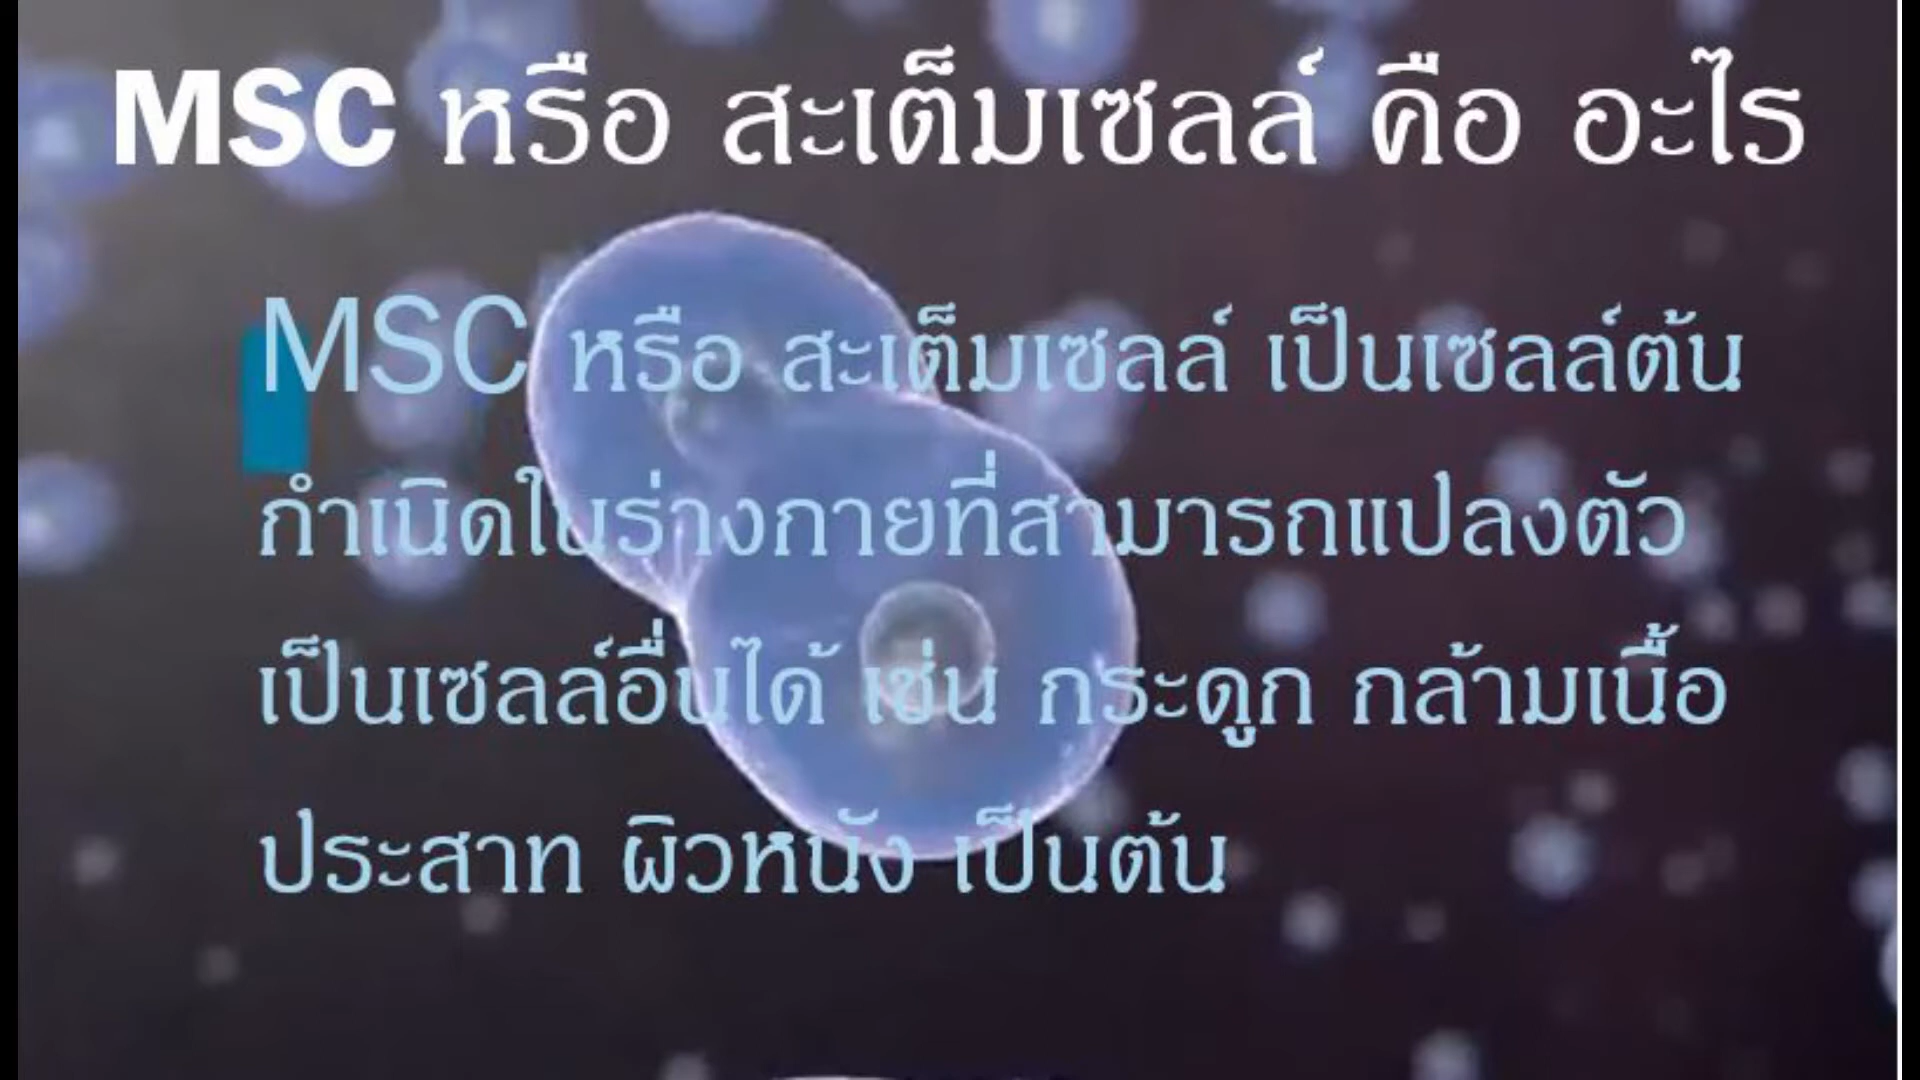 MSC หรือ สะเต็มเซลล์ คือ อะไร
MSC หรือ สะเต็มเซลล์ เป็นเซลล์ต้น
กำเนิดในร่างกายที่สามารถแปลงตัว
เป็นเซลล์อื่นได้ เช่น กระดูก กล้ามเนื้อ
ประสาท ผิวหนัง เป็นต้น